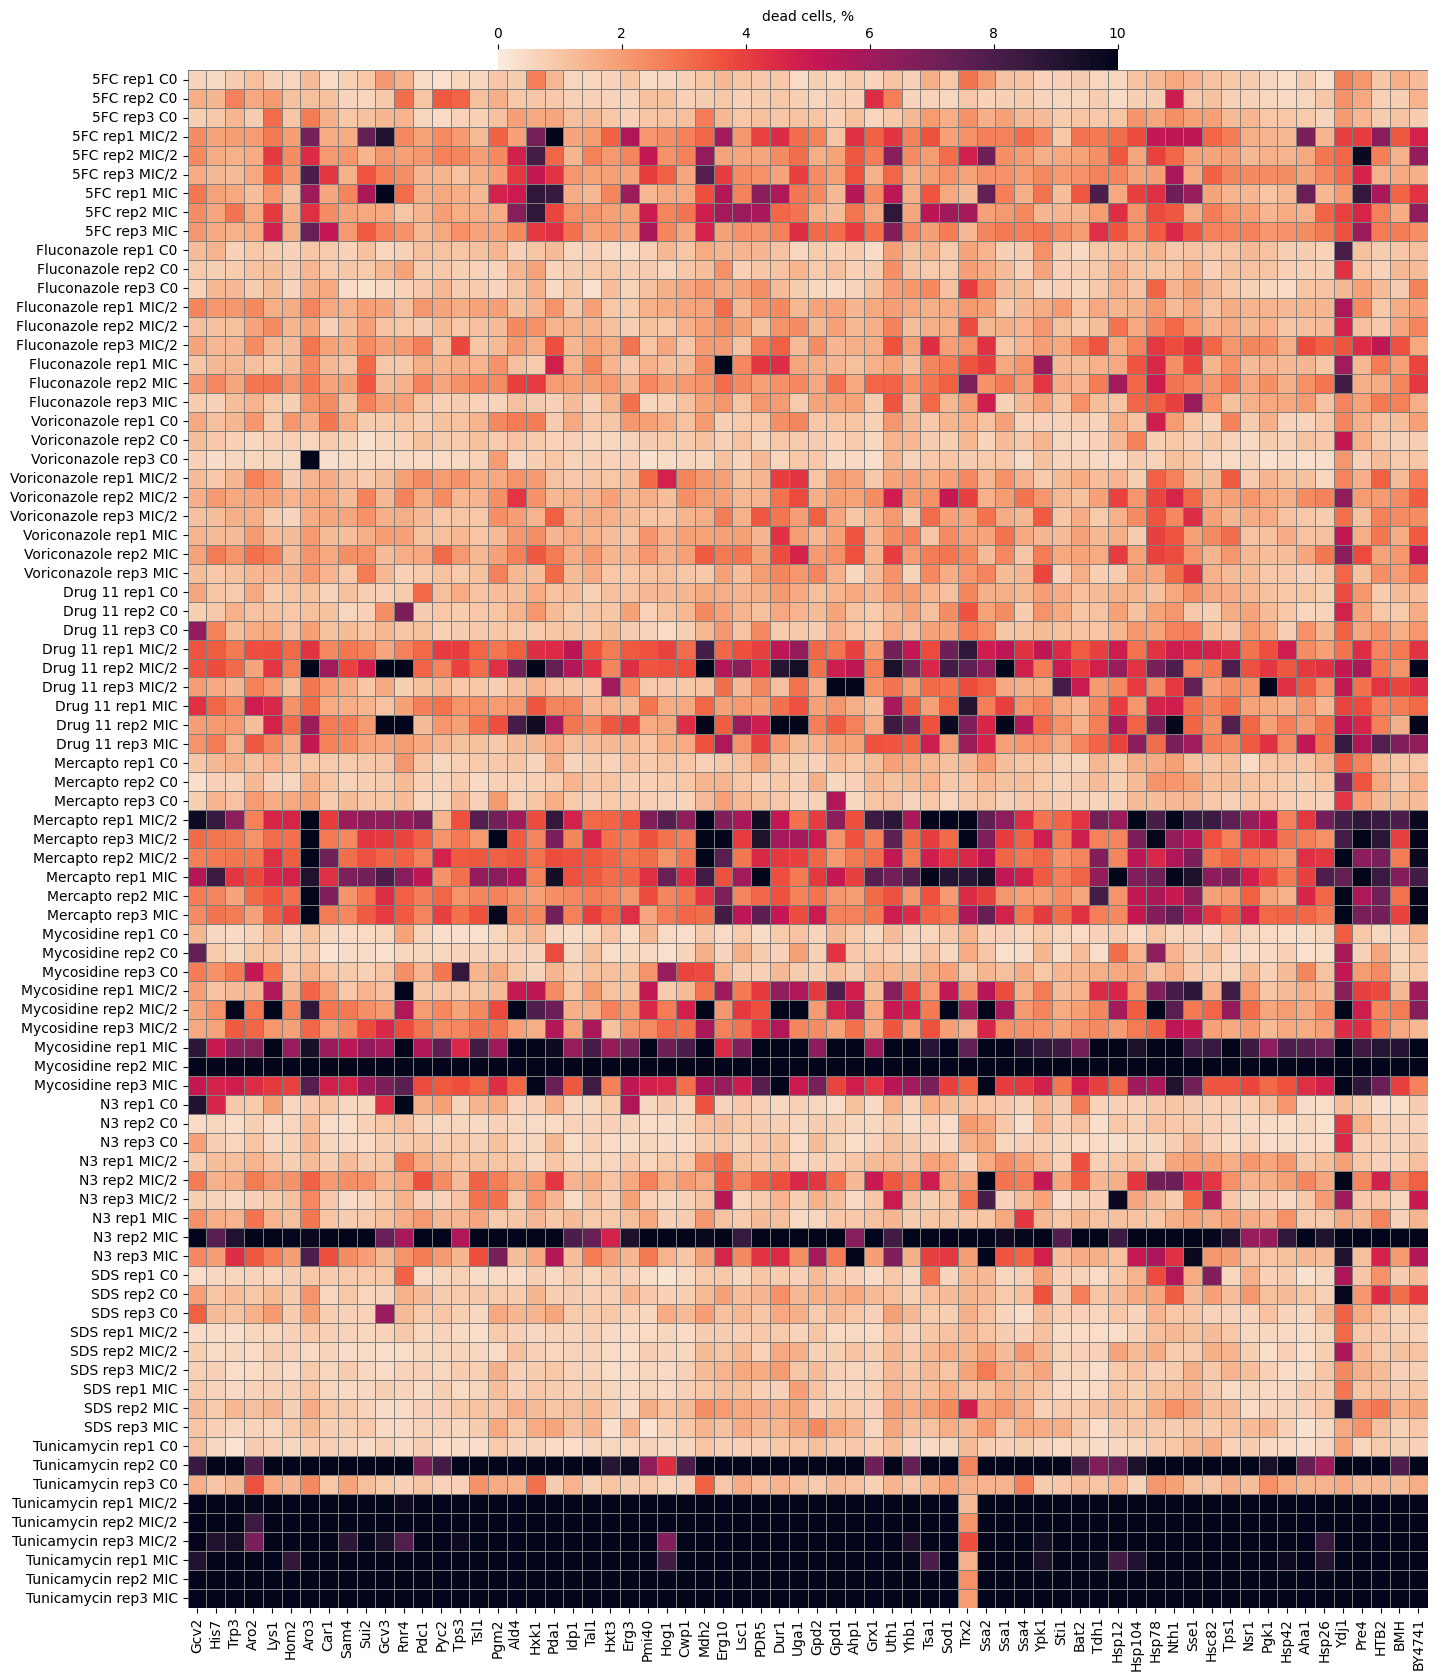 dead cells, %
0 2 4 6 8 10
5FC rep1 C0
5FC rep2 C0
5FC rep3 C0
5FC rep1 MIC/2
5FC rep2 MIC/2
5FC rep3 MIC/2
5FC rep1 MIC
5FC rep2 MIC
5FC rep3 MIC
Fluconazole rep1 C0
Fluconazole rep2 C0
Fluconazole rep3 C0
Fluconazole rep1 MIC/2
Fluconazole rep2 MIC/2
Fluconazole rep3 MIC/2
Fluconazole rep1 MIC
Fluconazole rep2 MIC
Fluconazole rep3 MIC
Voriconazole rep1 C0
Voriconazole rep2 C0
Voriconazole rep3 C0
Voriconazole rep1 MIC/2
Voriconazole rep2 MIC/2
Voriconazole rep3 MIC/2
Voriconazole rep1 MIC
Voriconazole rep2 MIC
Voriconazole rep3 MIC
Drug 11 rep1 C0
Drug 11 rep2 C0
Drug 11 rep3 C0
Drug 11 rep1 MIC/2
Drug 11 rep2 MIC/2
Drug 11 rep3 MIC/2
Drug 11 rep1 MIC
Drug 11 rep2 MIC
Drug 11 rep3 MIC
Mercapto rep1 C0
Mercapto rep2 C0
Mercapto rep3 C0
Mercapto rep1 MIC/2
Mercapto rep3 MIC/2
Mercapto rep2 MIC/2
Mercapto rep1 MIC
Mercapto rep2 MIC
Mercapto rep3 MIC
Mycosidine rep1 C0
Mycosidine rep2 C0
Mycosidine rep3 C0
Mycosidine rep1 MIC/2
Mycosidine rep2 MIC/2
Mycosidine rep3 MIC/2
Mycosidine rep1 MIC
Mycosidine rep2 MIC
Mycosidine rep3 MIC
N3 rep1 C0
N3 rep2 C0
N3 rep3 C0
N3 rep1 MIC/2
N3 rep2 MIC/2
N3 rep3 MIC/2
N3 rep1 MIC
N3 rep2 MIC
N3 rep3 MIC
SDS rep1 C0
SDS rep2 C0
SDS rep3 C0
SDS rep1 MIC/2
SDS rep2 MIC/2
SDS rep3 MIC/2
SDS rep1 MIC
SDS rep2 MIC
SDS rep3 MIC
Tunicamycin rep1 C0
Tunicamycin rep2 C0
Tunicamycin rep3 C0
Tunicamycin rep1 MIC/2
Tunicamycin rep2 MIC/2
Tunicamycin rep3 MIC/2
Tunicamycin rep1 MIC
Tunicamycin rep2 MIC
Tunicamycin rep3 MIC
Gcv2 His7 Trp3 Aro2 Lys1 Hom2 Aro3 Car1 Sam4 Sui2 Gcv3 Rnr4 Pdc1 Pyc2 Tps3 Tsl1 Pgm2 Ald4 Hxk1 Pda1 Idp1 Tal1 Hxt3 Erg3 Pmi40 Hog1 Cwp1 Mdh2 Erg10 Lsc1 PDR5 Dur1 Uga1 Gpd2 Gpd1 Ahp1 Grx1 Uth1 Yhb1 Tsa1 Sod1 Trx2 Ssa2 Ssa1 Ssa4 Ypk1 Sti1 Bat2 Tdh1 Hsp12 Hsp104 Hsp78 Nth1 Sse1 Hsc82 Tps1 Nsr1 Pgk1 Hsp42 Aha1 Hsp26 Ydj1 Pre4 HTB2 BMH BY4741